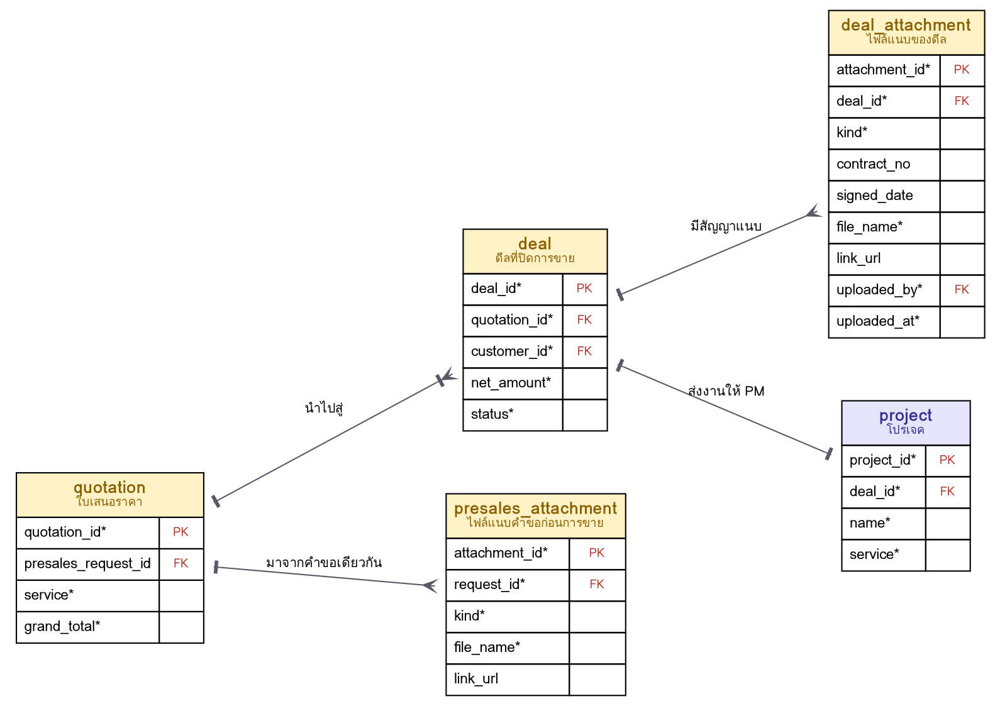 deal_attachment
ไฟล์แนบของดีล
attachment_id* PK
deal_id* FK
kind*
contract_no
signed_date
file_name*
link_url
uploaded_by* FK
uploaded_at*
มีสัญญาแนบ
deal
ดีลที่ปิดการขาย
deal_id* PK
quotation_id* FK
customer_id* FK
net_amount*
status*
ส่งงานให้ PM
นำไปสู่
project
โปรเจค
project_id* PK
deal_id* FK
name*
service*
quotation
ใบเสนอราคา
quotation_id* PK
presales_request_id FK
service*
grand_total*
มาจากคำขอเดียวกัน
presales_attachment
ไฟล์แนบคำขอก่อนการขาย
attachment_id* PK
request_id* FK
kind*
file_name*
link_url